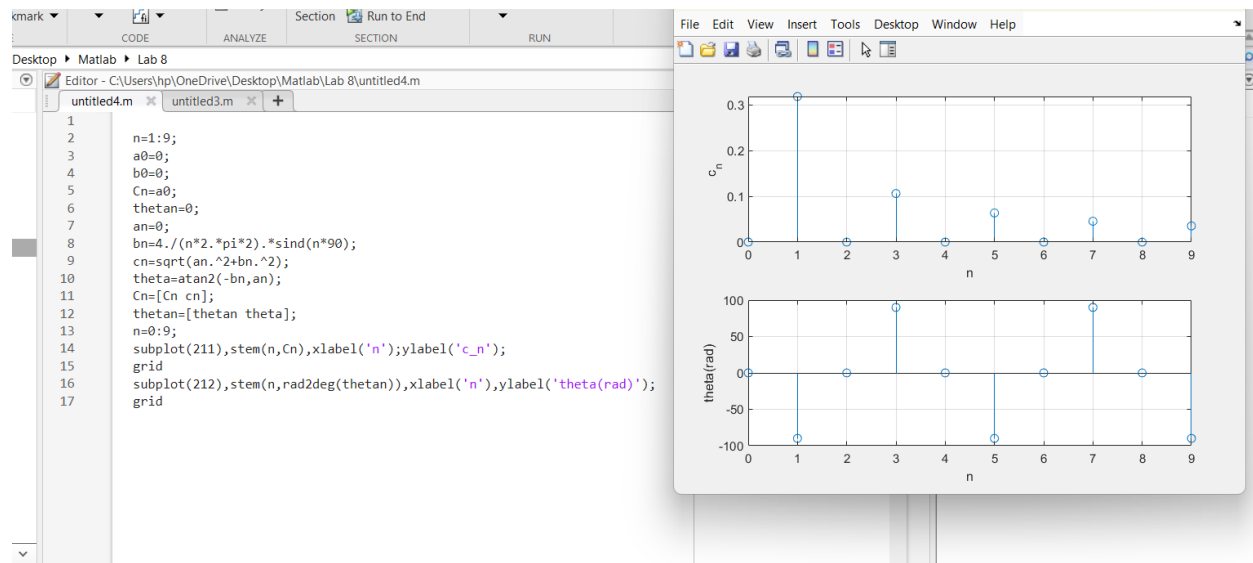 kmark
Section Run to End
CODE ANALYZE SECTION RUN
Desktop Matlab Lab 8
Editor - C:\Users\hp\OneDrive\Desktop\Matlab\Lab 8\untitled4.m
untitled4.m untitled3.m +
1
2 n=1:9;
3 a0=0;
4 b0=0;
5 Cn=a0;
6 thetan=0;
7 an=0;
8 bn=4./(n*2.*pi*2).*sind(n*90);
9 cn=sqrt(an.^2+bn.^2);
10 theta=atan2(-bn,an);
11 Cn=[Cn cn];
12 thetan=[thetan theta];
13 n=0:9;
14 subplot(211),stem(n,Cn),xlabel('n');ylabel('c_n');
15 grid
16 subplot(212),stem(n,rad2deg(thetan)),xlabel('n'),ylabel('theta(rad)');
17 grid
File Edit View Insert Tools Desktop Window Help
0.3
0.2
0.1
0
c_n
0 1 2 3 4 5 6 7 8 9
n
100
50
0
-50
-100
theta(rad)
0 1 2 3 4 5 6 7 8 9
n